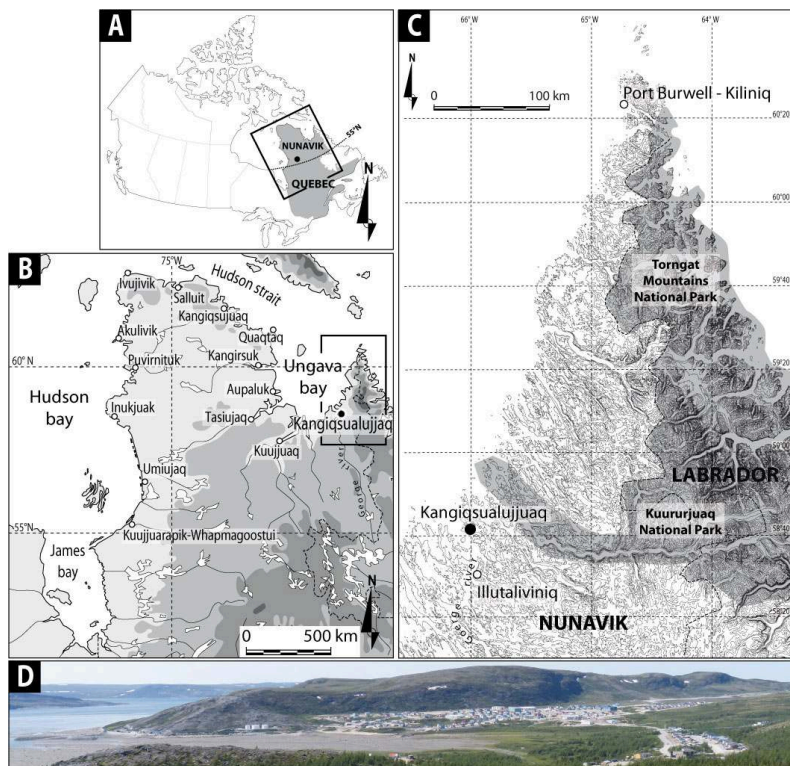 A
NUNAVIK
55°N
QUEBEC
N
B
75°W
Hudson strait
Ivujivik
Salluit
Kangiqsujuaq
Akulivik
Quaqtaq
60° N
Puvirnituk
Kangirsuk
Ungava
bay
Hudson
bay
Aupaluk
Inukjuak
Tasiujaq
Kangiqsualujjaq
Kuujjuaq
Umiujaq
George river
55°N
Kuujjuarapik-Whapmagoostui
James
bay
N
0 500 km
C
66°W
65°W
64°W
N
0 100 km
Port Burwell - Kiliniq
60°20'
60°00'
Torngat
Mountains
National Park
59°40'
59°20'
59°00'
LABRADOR
Kuururjuaq
National Park
Kangiqsualujjuaq
58°40'
Illutaliviniq
George river
NUNAVIK
58°20'
D